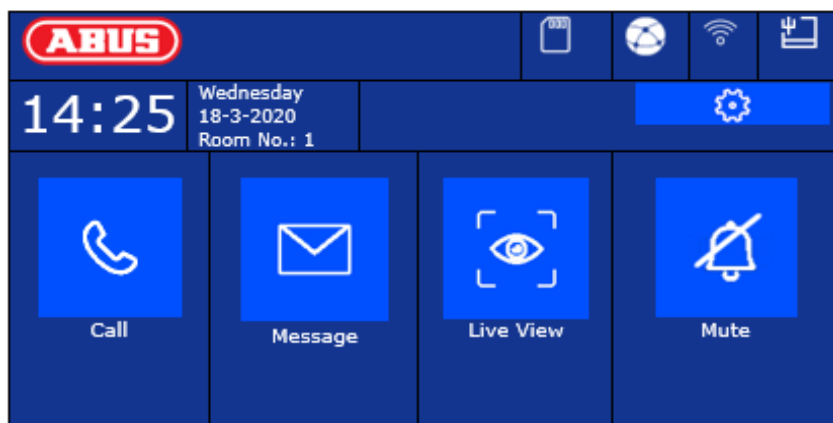 ABUS
14:25
Wednesday
18-3-2020
Room No.: 1
Call
Message
Live View
Mute